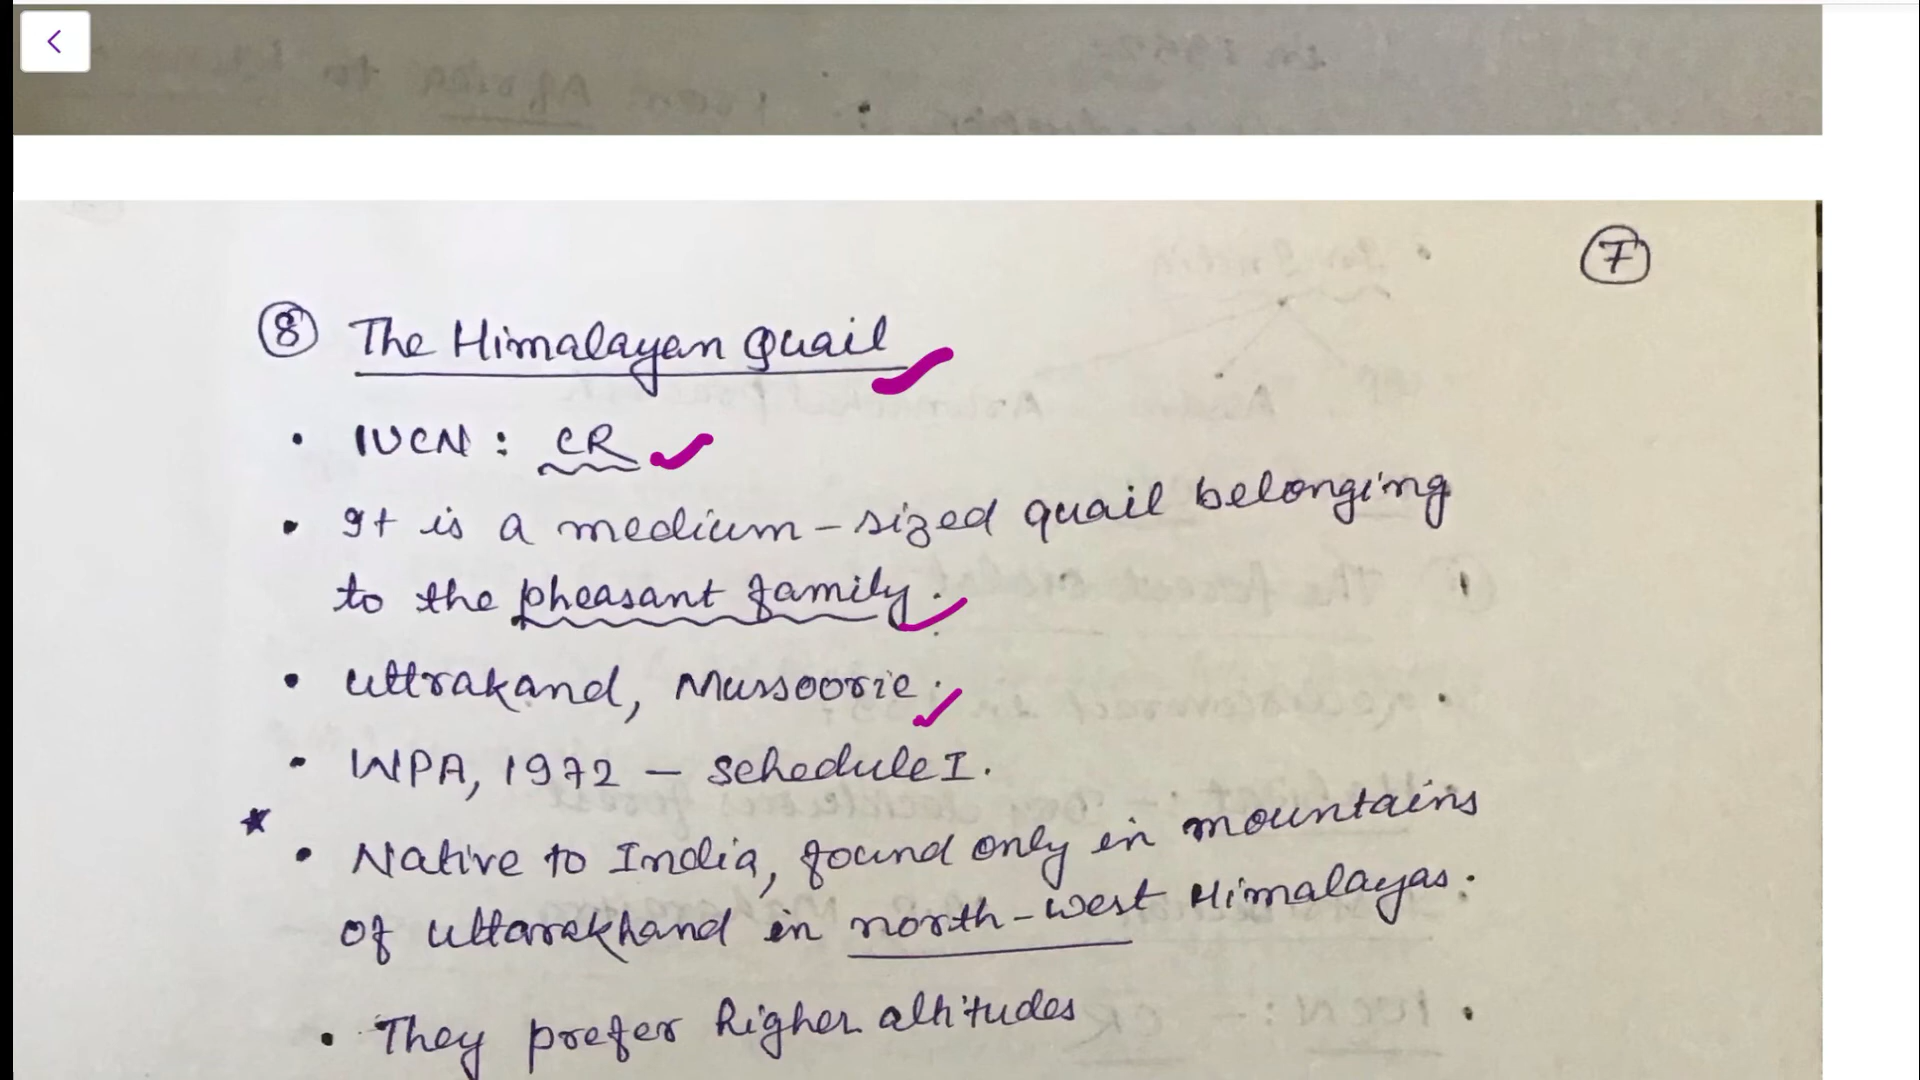 7
8 The Himalayan Quail
• IUCN : CR
• It is a medium-sized quail belonging
to the pheasant family.
• Uttrakand, Mussoorie.
• WPA, 1972 – Schedule I.
* • Native to India, found only in mountains
of Uttarakhand in north-west Himalayas.
• They prefer higher altitudes